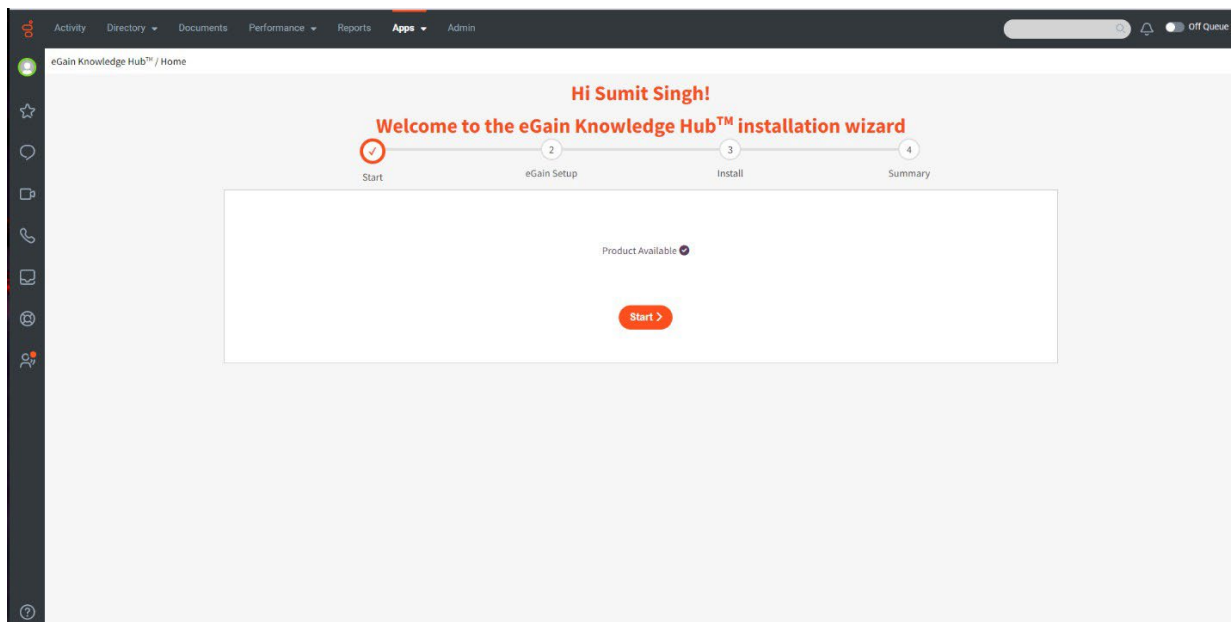 Activity Directory Documents Performance Reports Apps Admin Off Queue
eGain Knowledge Hub™ / Home
Hi Sumit Singh!
Welcome to the eGain Knowledge Hub™ installation wizard
2 3 4
Start eGain Setup Install Summary
Product Available
Start >